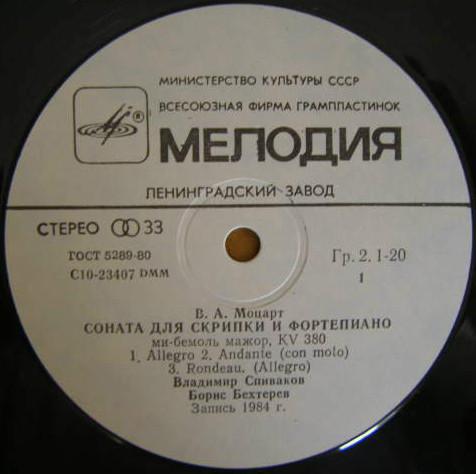 МИНИСТЕРСТВО КУЛЬТУРЫ СССР
ВСЕСОЮЗНАЯ ФИРМА ГРАМПЛАСТИНОК
®
МЕЛОДИЯ
ЛЕНИНГРАДСКИЙ ЗАВОД
СТЕРЕО 33
ГОСТ 5289-80
Гр. 2. 1-20
С10-23407 DMM
1
В. А. Моцарт
СОНАТА ДЛЯ СКРИПКИ И ФОРТЕПИАНО
ми-бемоль мажор, KV 380
1. Allegro 2. Andante (con moto)
3. Rondeau. (Allegro)
Владимир Спиваков
Борис Бехтерев
Запись 1984 г.